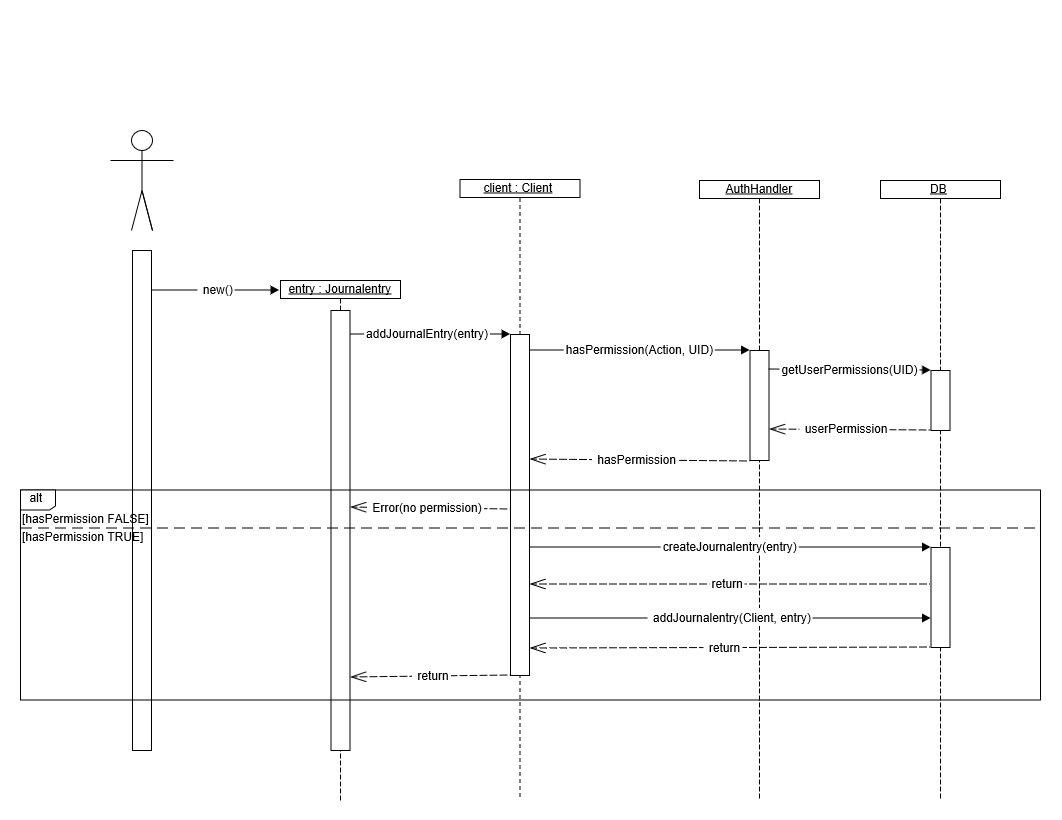 client : Client
AuthHandler
DB
new()
entry : Journalentry
addJournalEntry(entry)
hasPermission(Action, UID)
getUserPermissions(UID)
userPermission
hasPermission
alt
Error(no permission)
[hasPermission FALSE]
[hasPermission TRUE]
createJournalentry(entry)
return
addJournalentry(Client, entry)
return
return